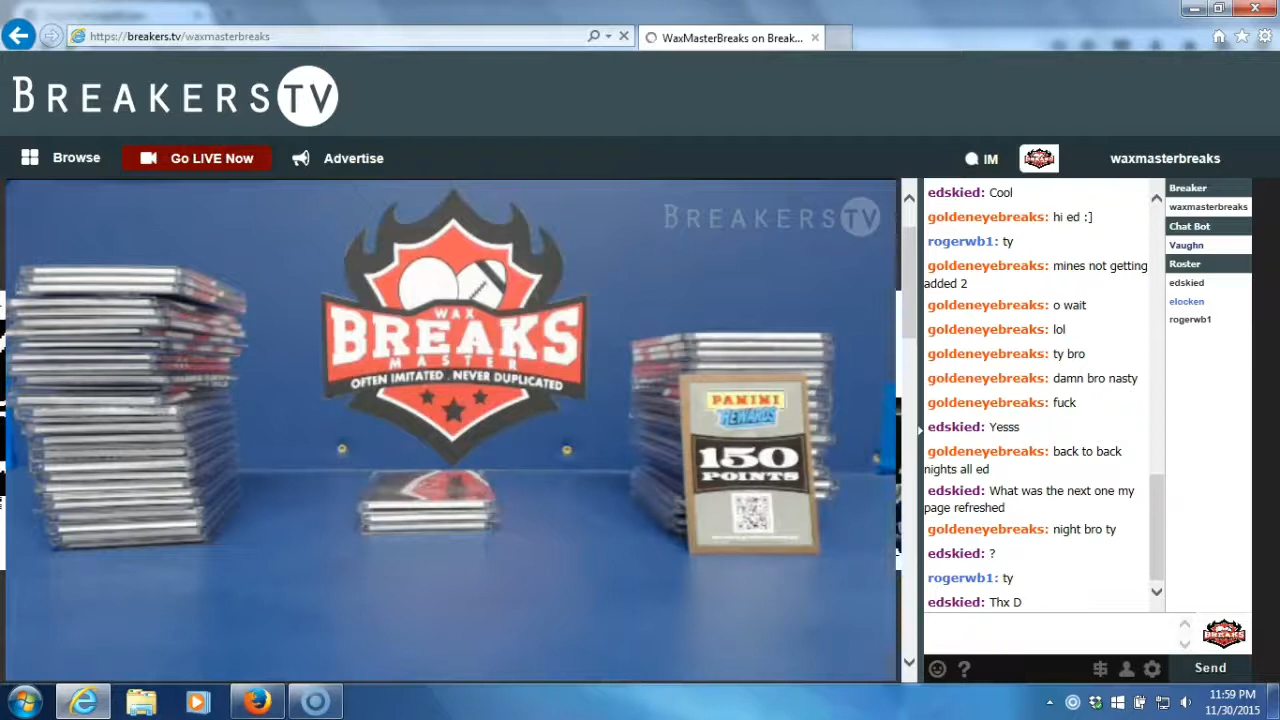 https://breakers.tv/waxmasterbreaks
WaxMasterBreaks on Break...
BREAKERS TV
Browse
Go LIVE Now
Advertise
IM
waxmasterbreaks
BREAKERS TV
WAX
BREAKS
MASTER
OFTEN IMITATED . NEVER DUPLICATED
PANINI
REWARDS
150
POINTS
edskied: Cool
goldeneyebreaks: hi ed :]
rogerwb1: ty
goldeneyebreaks: mines not getting
added 2
goldeneyebreaks: o wait
goldeneyebreaks: lol
goldeneyebreaks: ty bro
goldeneyebreaks: damn bro nasty
goldeneyebreaks: fuck
edskied: Yesss
goldeneyebreaks: back to back
nights all ed
edskied: What was the next one my
page refreshed
goldeneyebreaks: night bro ty
edskied: ?
rogerwb1: ty
edskied: Thx D
Breaker
waxmasterbreaks
Chat Bot
Vaughn
Roster
edskied
elocken
rogerwb1
BREAKS
Send
11:59 PM
11/30/2015